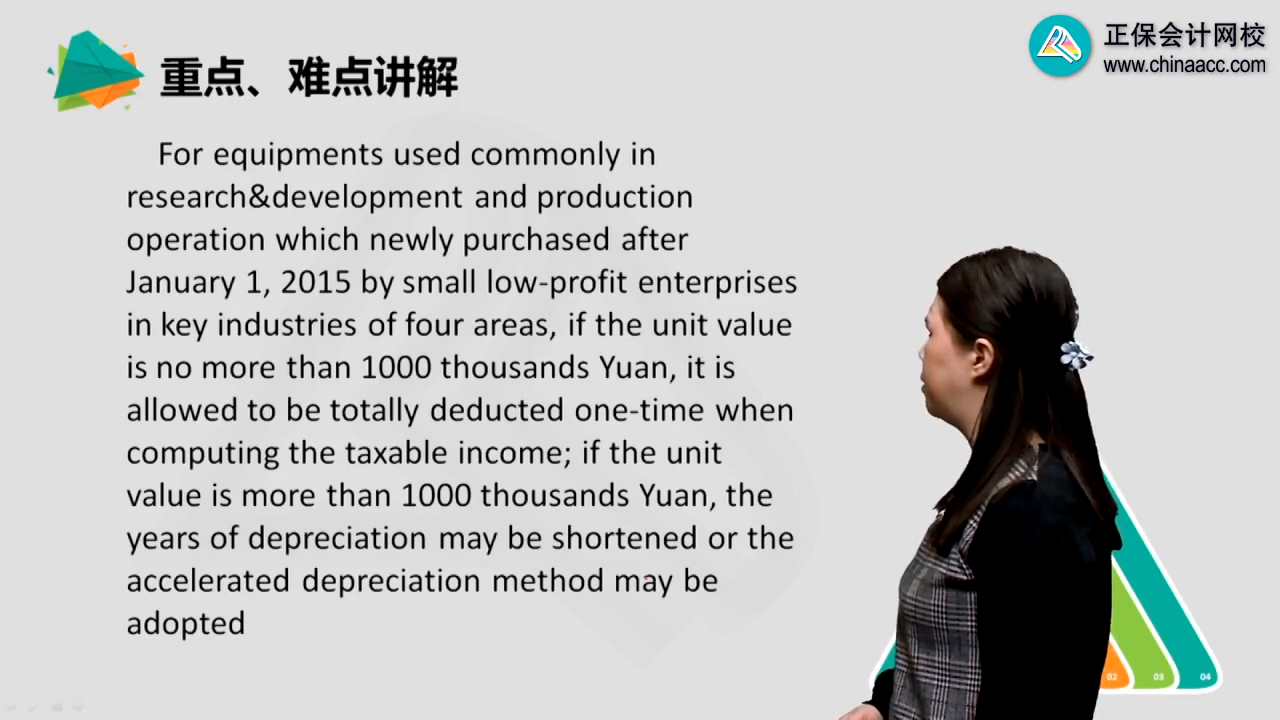 正保会计网校
www.chinaacc.com
重点、难点讲解
For equipments used commonly in
research&development and production
operation which newly purchased after
January 1, 2015 by small low-profit enterprises
in key industries of four areas, if the unit value
is no more than 1000 thousands Yuan, it is
allowed to be totally deducted one-time when
computing the taxable income; if the unit
value is more than 1000 thousands Yuan, the
years of depreciation may be shortened or the
accelerated depreciation method may be
adopted
02 03 04